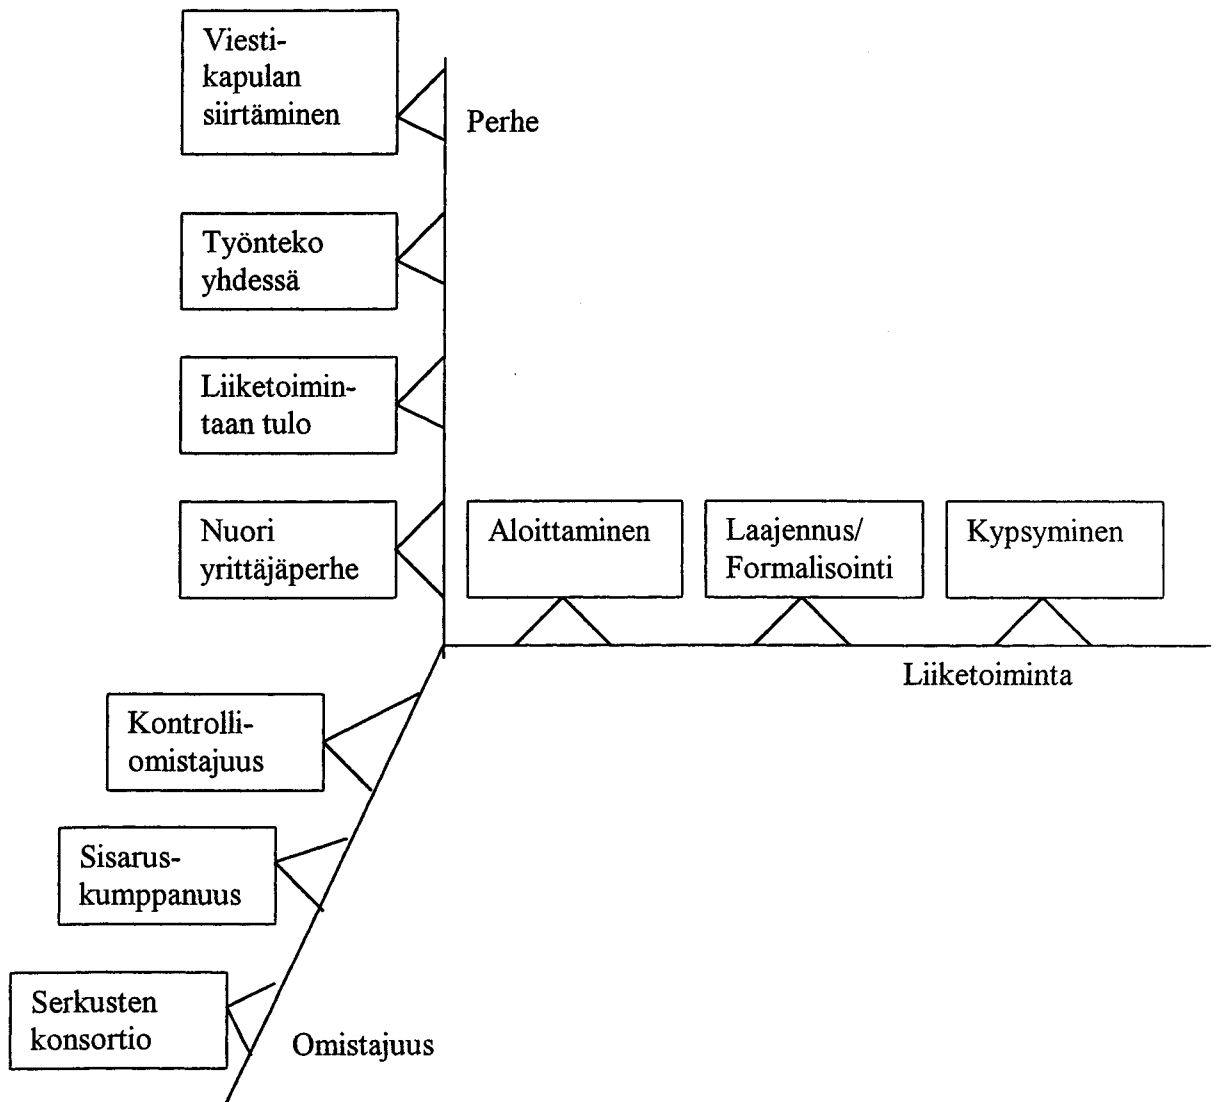 Viesti-
kapulan
siirtäminen
Perhe
Työnteko
yhdessä
Liiketoimin-
taan tulo
Nuori
yrittäjäperhe
Aloittaminen
Laajennus/
Formalisointi
Kypsyminen
Liiketoiminta
Kontrolli-
omistajuus
Sisarus-
kumppanuus
Serkusten
konsortio
Omistajuus